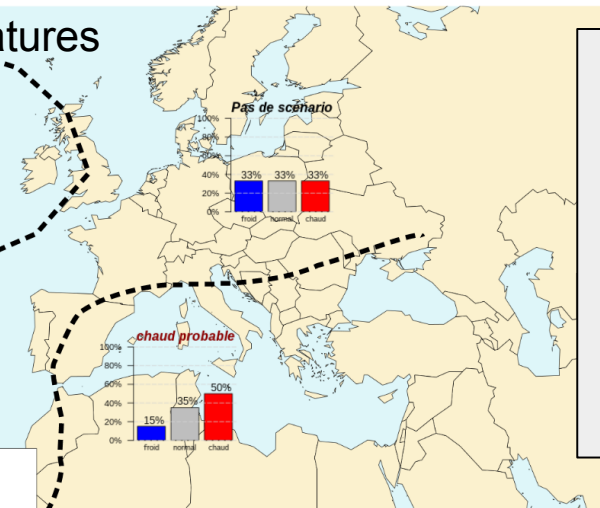 atures
Pas de scénario
100%
80%
60%
40%
20%
0%
33% 33% 33%
froid normal chaud
chaud probable
100%
80%
60%
40%
20%
0%
15% 35% 50%
froid normal chaud